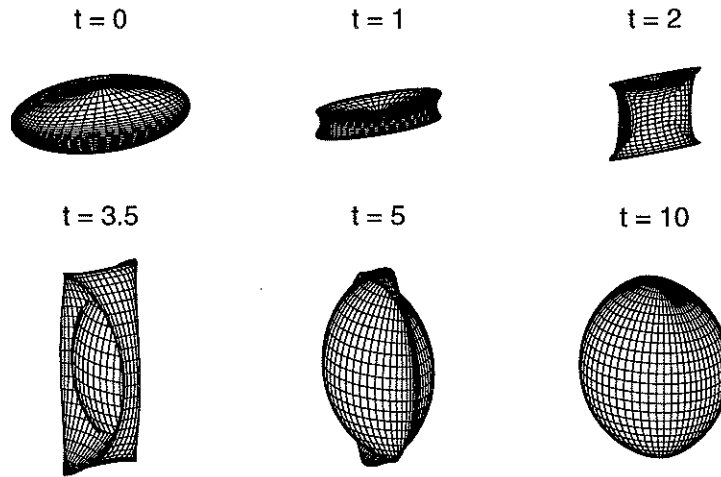 t = 0
t = 1
t = 2
t = 3.5
t = 5
t = 10